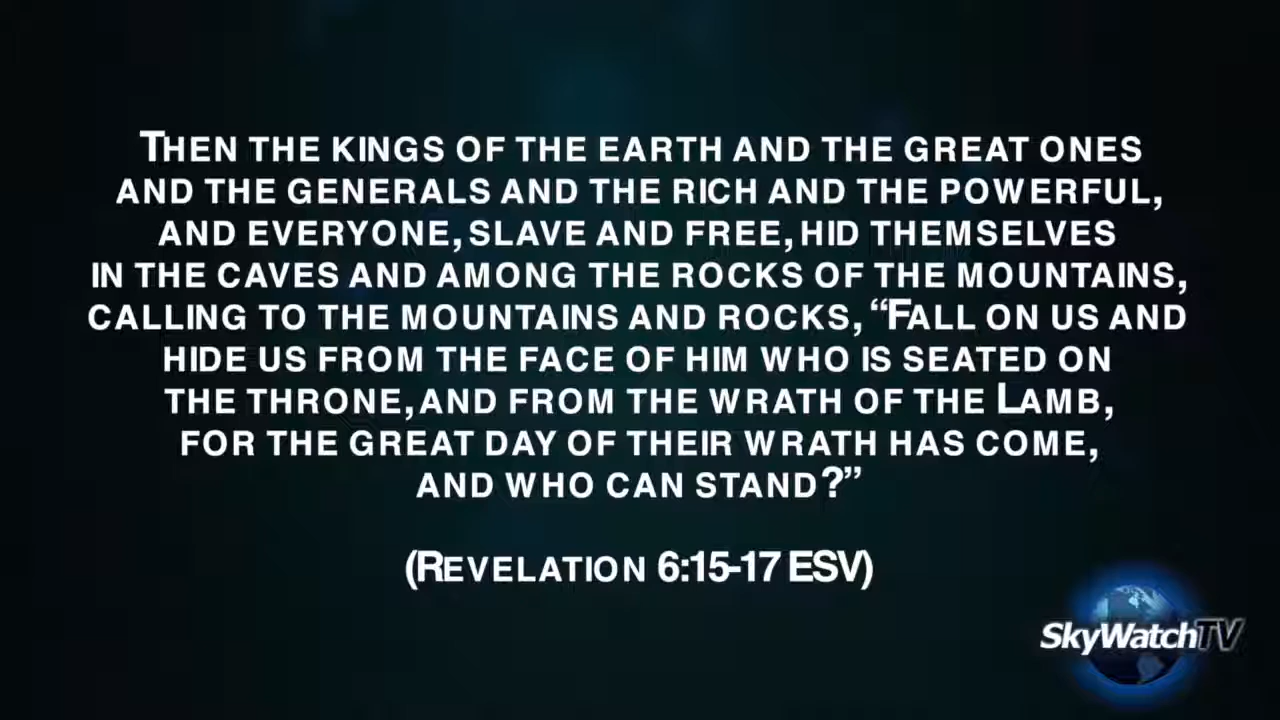 THEN THE KINGS OF THE EARTH AND THE GREAT ONES
AND THE GENERALS AND THE RICH AND THE POWERFUL,
AND EVERYONE, SLAVE AND FREE, HID THEMSELVES
IN THE CAVES AND AMONG THE ROCKS OF THE MOUNTAINS,
CALLING TO THE MOUNTAINS AND ROCKS, “FALL ON US AND
HIDE US FROM THE FACE OF HIM WHO IS SEATED ON
THE THRONE, AND FROM THE WRATH OF THE LAMB,
FOR THE GREAT DAY OF THEIR WRATH HAS COME,
AND WHO CAN STAND?”
(REVELATION 6:15-17 ESV)
SkyWatchTV